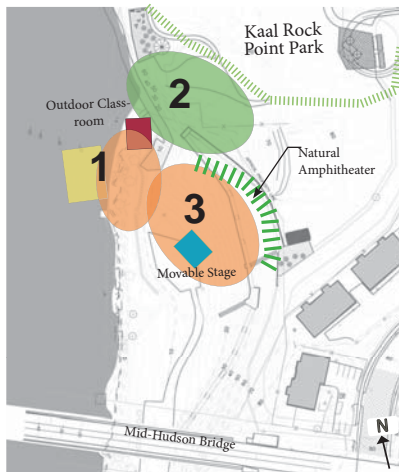 Kaal Rock
Point Park
2
Outdoor Class-
room
1
Natural
Amphitheater
3
Movable Stage
Mid-Hudson Bridge
N